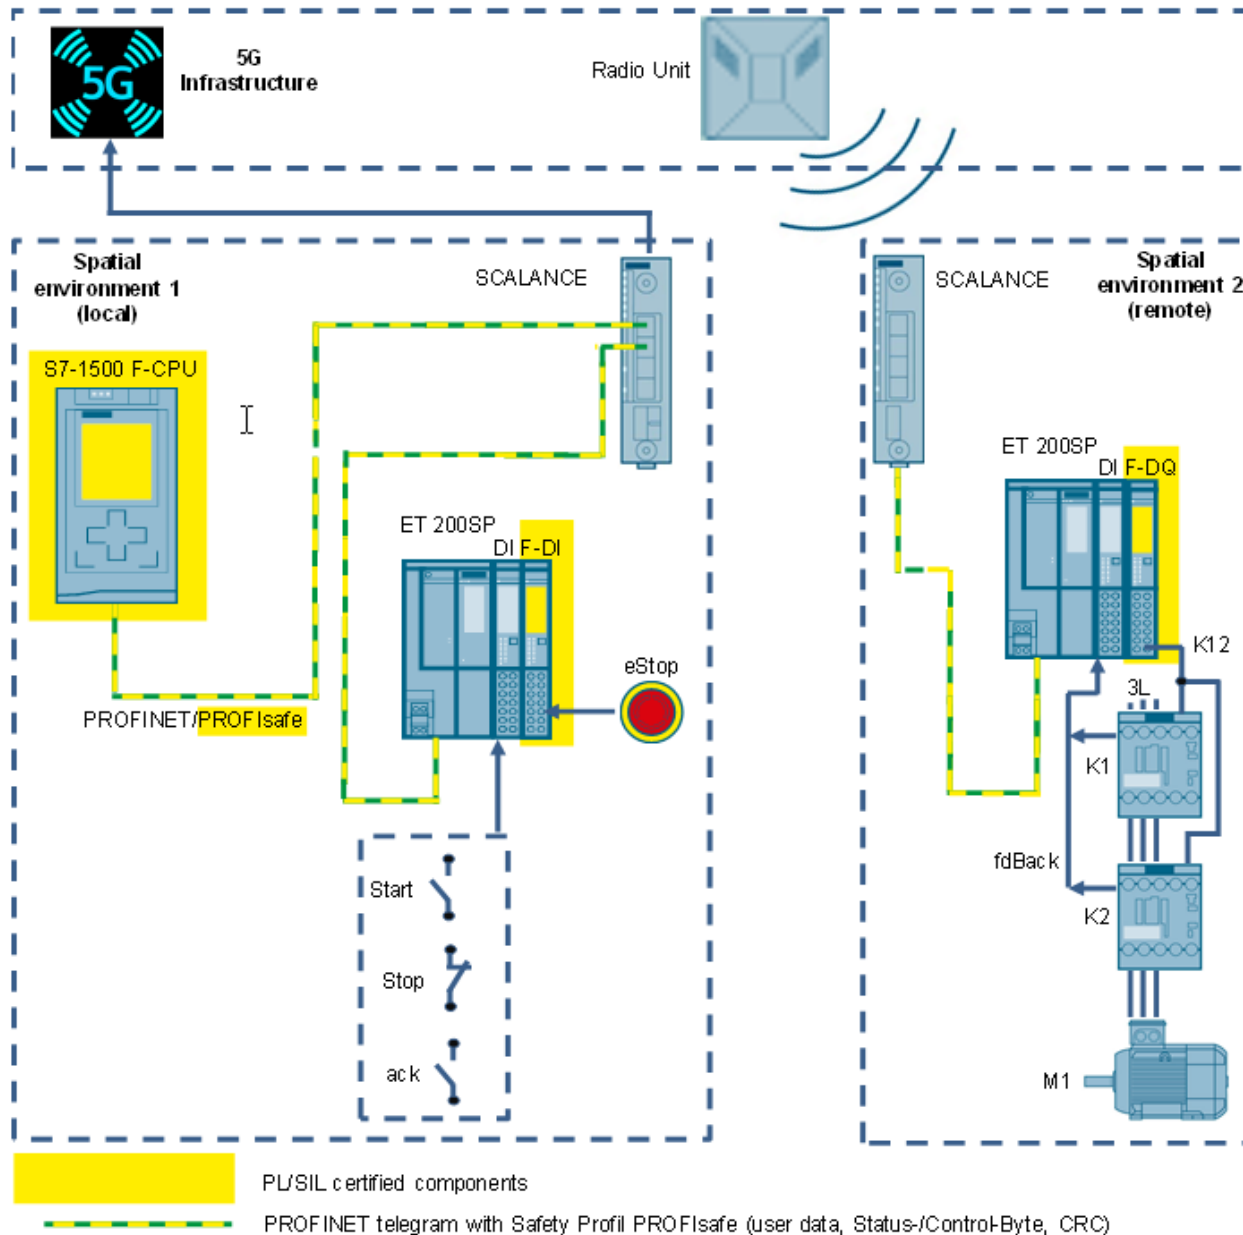 5G
5G
Infrastructure
Radio Unit
Spatial
environment 1
(local)
SCALANCE
S7-1500 F-CPU
ET 200SP
DI F-DI
eStop
PROFINET/PROFIsafe
Start
Stop
ack
SCALANCE
Spatial
environment 2
(remote)
ET 200SP
DI F-DQ
K12
3L
K1
fdBack
K2
M1
PL/SIL certified components
PROFINET telegram with Safety Profil PROFIsafe (user data, Status-/Control-Byte, CRC)